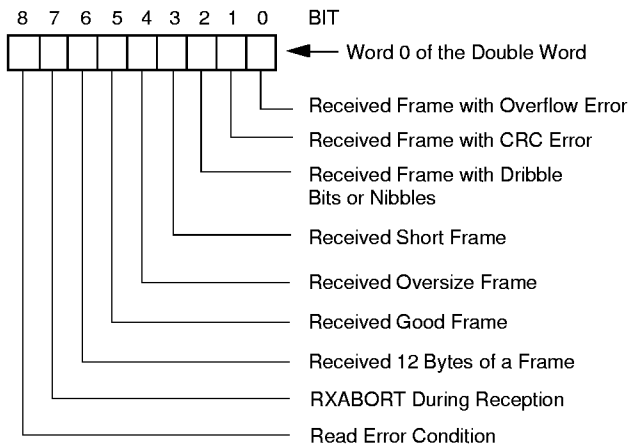 8 7 6 5 4 3 2 1 0 BIT
Word 0 of the Double Word
Received Frame with Overflow Error
Received Frame with CRC Error
Received Frame with Dribble
Bits or Nibbles
Received Short Frame
Received Oversize Frame
Received Good Frame
Received 12 Bytes of a Frame
RXABORT During Reception
Read Error Condition